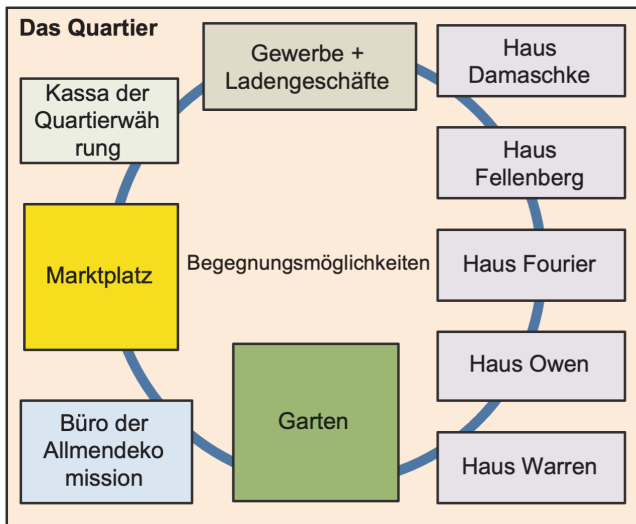 Das Quartier
Gewerbe +
Ladengeschäfte
Haus
Damaschke
Kassa der
Quartierwäh
rung
Haus
Fellenberg
Marktplatz
Begegnungsmöglichkeiten
Haus Fourier
Haus Owen
Garten
Büro der
Allmendeko
mission
Haus Warren